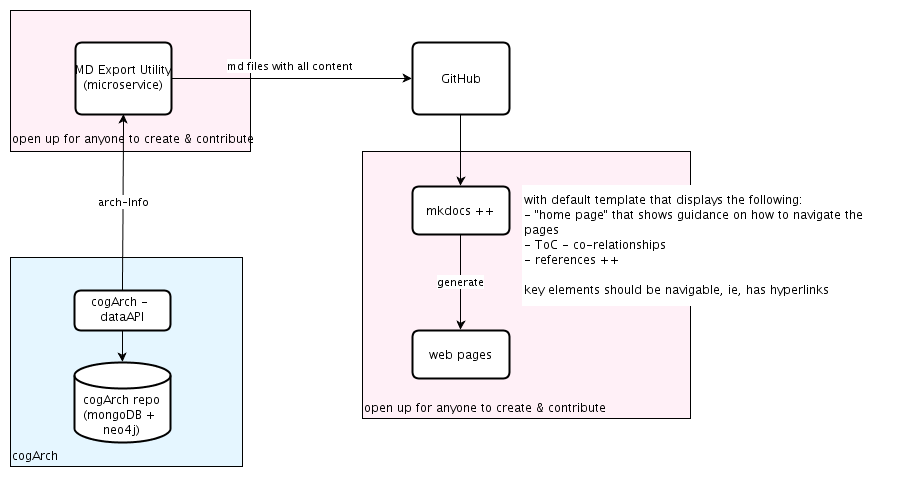 MD Export Utility
(microservice)
md files with all content
GitHub
open up for anyone to create & contribute
arch-Info
mkdocs ++
with default template that displays the following:
- "home page" that shows guidance on how to navigate the
pages
- ToC - co-relationships
- references ++
key elements should be navigable, ie, has hyperlinks
generate
cogArch -
dataAPI
web pages
cogArch repo
(mongoDB +
neo4j)
open up for anyone to create & contribute
cogArch